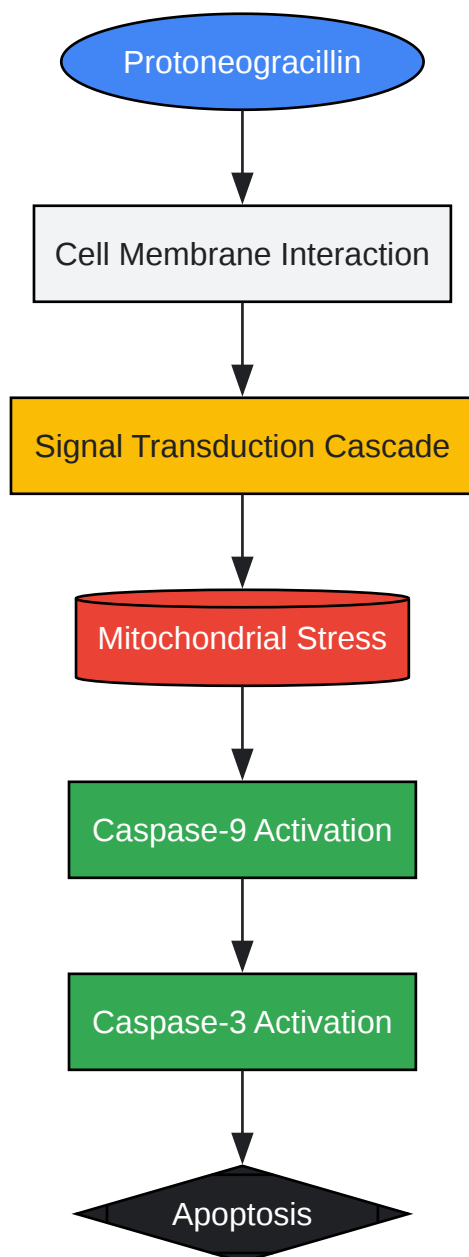 Protoneogracillin
Cell Membrane Interaction
Signal Transduction Cascade
Mitochondrial Stress
Caspase-9 Activation
Caspase-3 Activation
Apoptosis